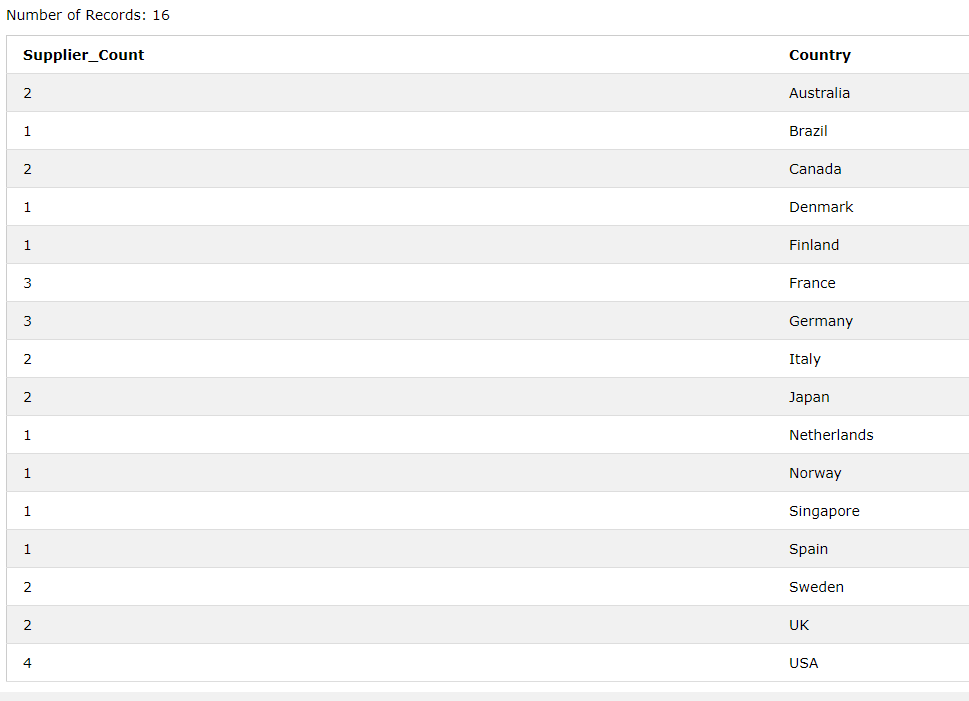 Number of Records: 16
Supplier_Count Country
2 Australia
1 Brazil
2 Canada
1 Denmark
1 Finland
3 France
3 Germany
2 Italy
2 Japan
1 Netherlands
1 Norway
1 Singapore
1 Spain
2 Sweden
2 UK
4 USA